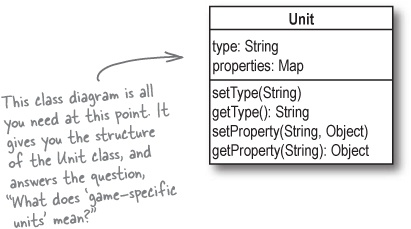 Unit
type: String
properties: Map
setType(String)
getType(): String
setProperty(String, Object)
getProperty(String): Object
This class diagram is all
you need at this point. It
gives you the structure
of the Unit class, and
answers the question,
“What does ‘game-specific
units’ mean?”